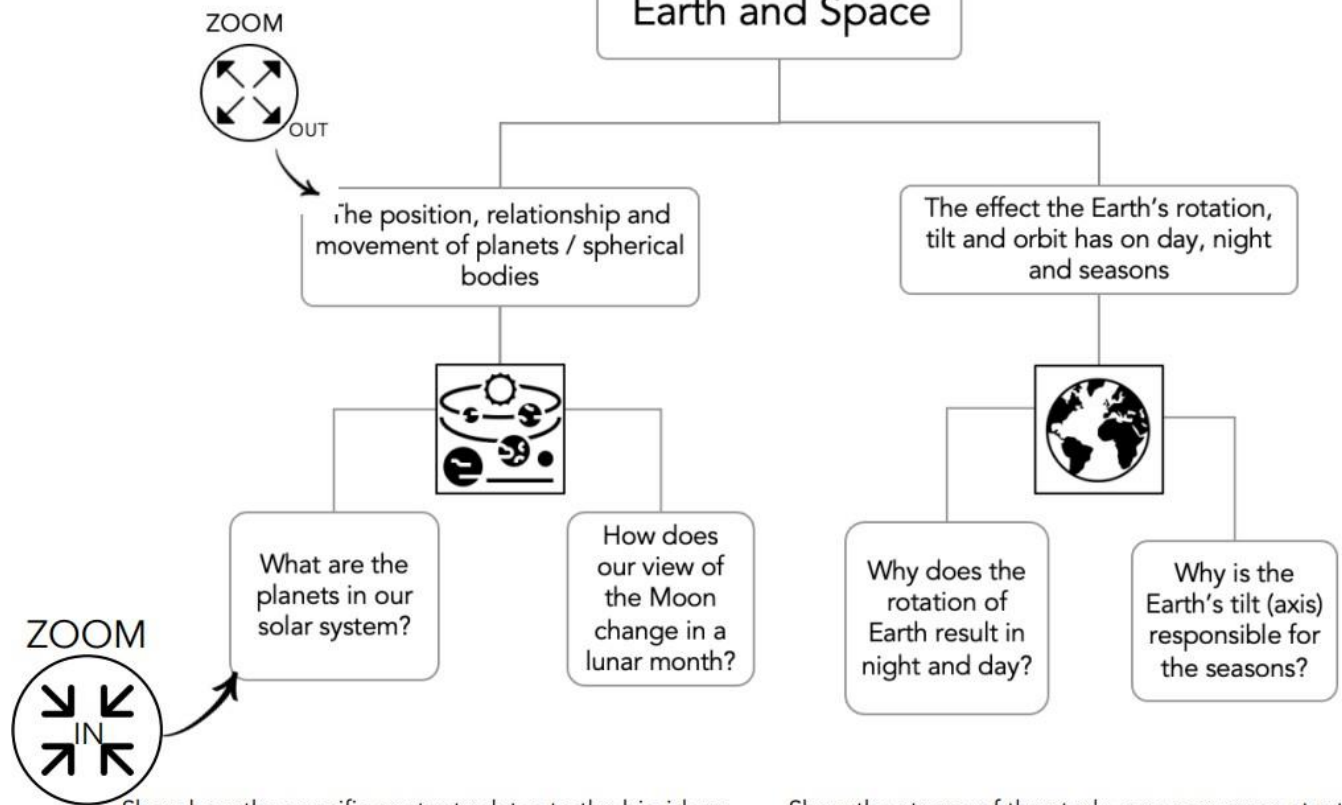 Earth and Space
ZOOM
OUT
The position, relationship and
movement of planets / spherical
bodies
The effect the Earth's rotation,
tilt and orbit has on day, night
and seasons
What are the
planets in our
solar system?
How does
our view of
the Moon
change in a
lunar month?
Why does the
rotation of
Earth result in
night and day?
Why is the
Earth's tilt (axis)
responsible for
the seasons?
ZOOM
IN